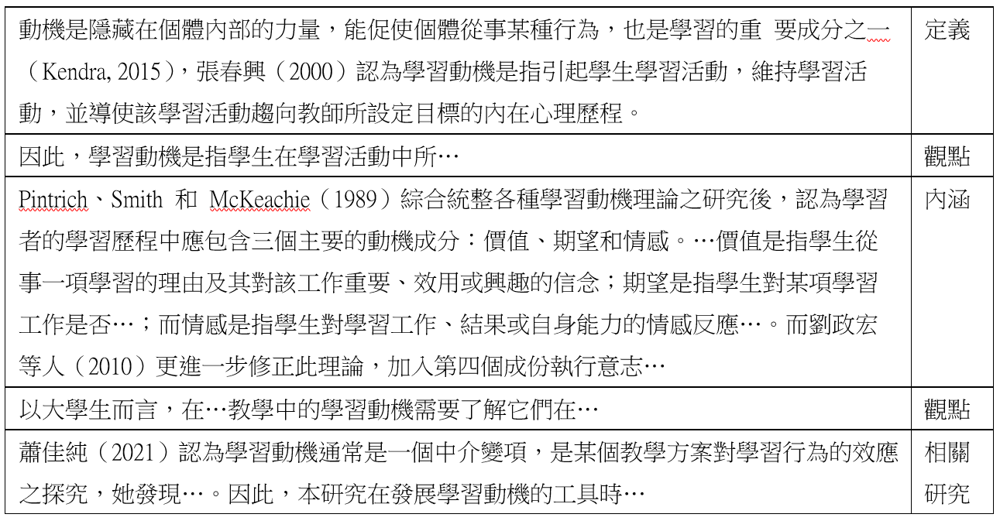 動機是隱藏在個體內部的力量，能促使個體從事某種行為，也是學習的重 要成分之一 定義
（Kendra, 2015），張春興（2000）認為學習動機是指引起學生學習活動，維持學習活
動，並導使該學習活動趨向教師所設定目標的內在心理歷程。
因此，學習動機是指學生在學習活動中所… 觀點
Pintrich、Smith 和 McKeachie（1989）綜合統整各種學習動機理論之研究後，認為學習 內涵
者的學習歷程中應包含三個主要的動機成分：價值、期望和情感。…價值是指學生從
事一項學習的理由及其對該工作重要、效用或興趣的信念；期望是指學生對某項學習
工作是否…；而情感是指學生對學習工作、結果或自身能力的情感反應…。而劉政宏
等人（2010）更進一步修正此理論，加入第四個成份執行意志…
以大學生而言，在…教學中的學習動機需要了解它們在… 觀點
蕭佳純（2021）認為學習動機通常是一個中介變項，是某個教學方案對學習行為的效應 相關
之探究，她發現…。因此，本研究在發展學習動機的工具時… 研究